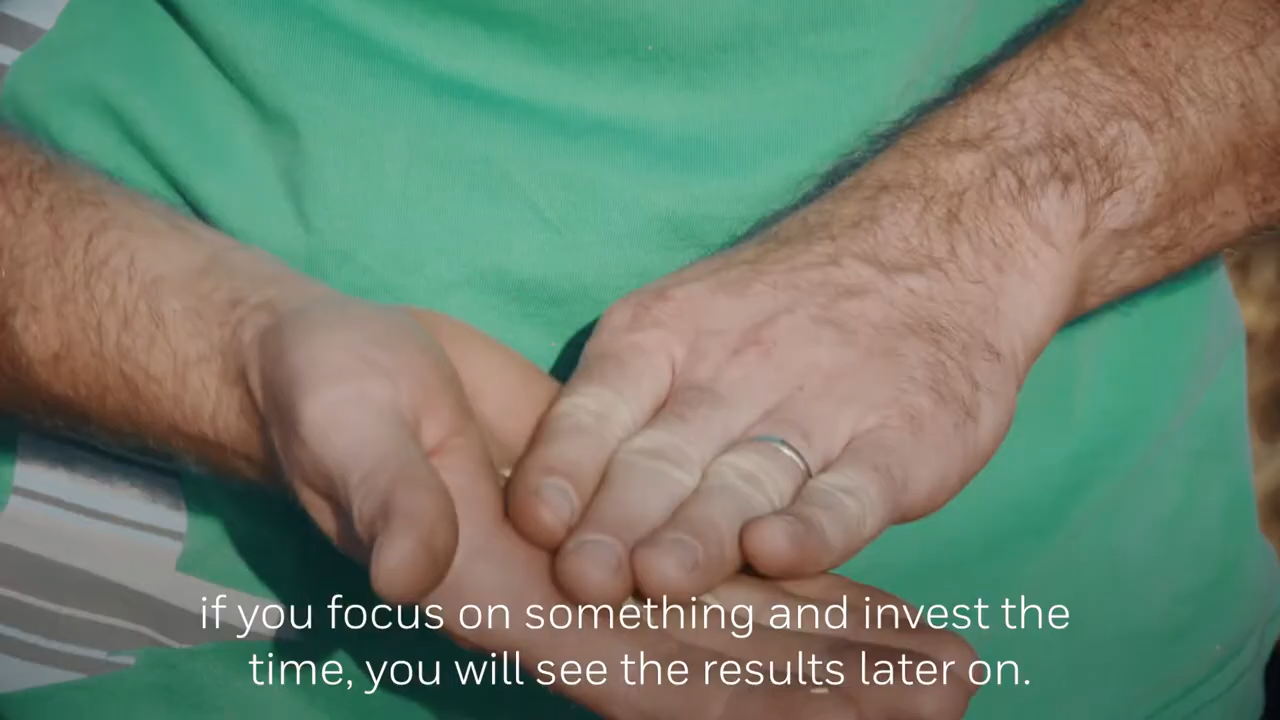 if you focus on something and invest the
time, you will see the results later on.